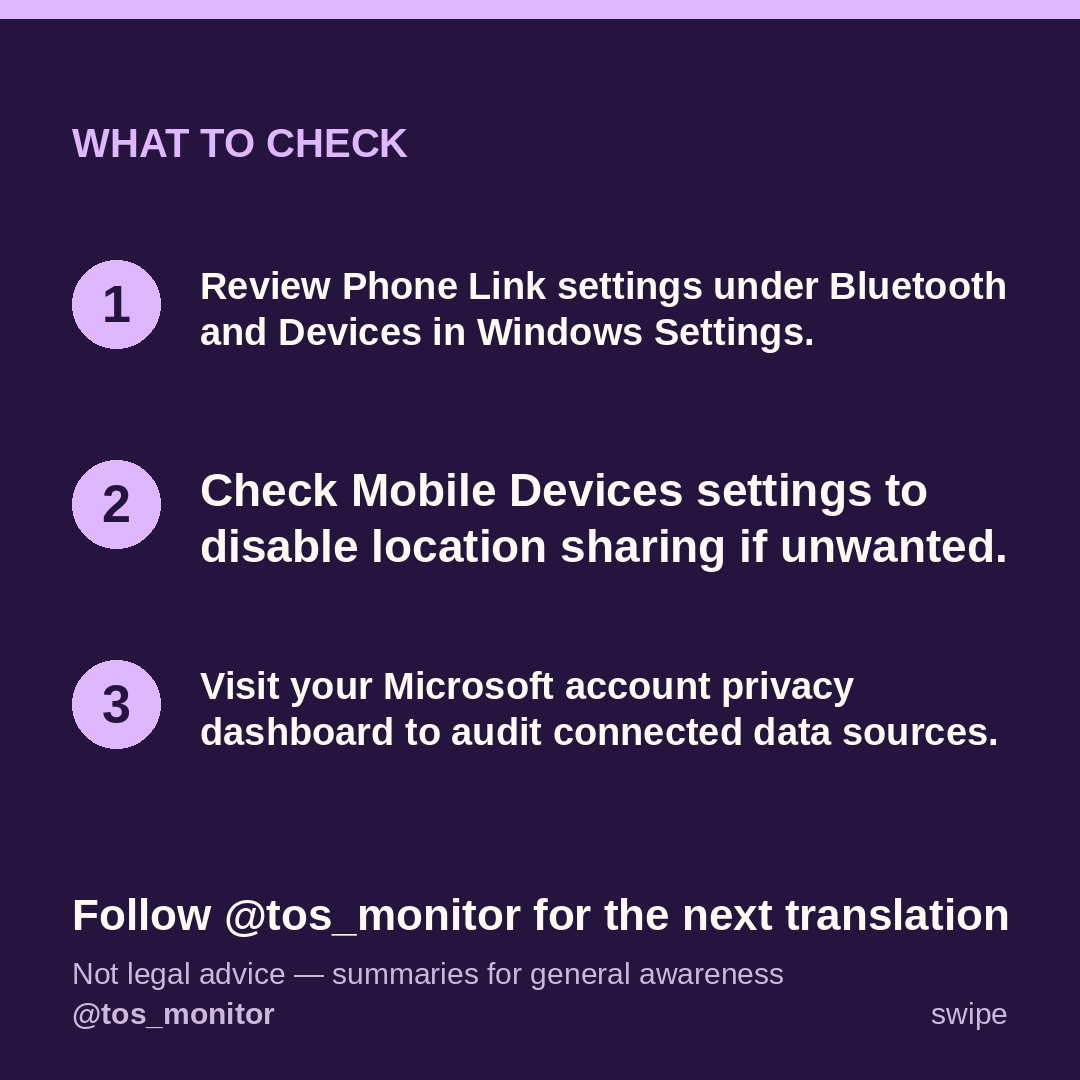 WHAT TO CHECK
1
Review Phone Link settings under Bluetooth
and Devices in Windows Settings.
2
Check Mobile Devices settings to
disable location sharing if unwanted.
3
Visit your Microsoft account privacy
dashboard to audit connected data sources.
Follow @tos_monitor for the next translation
Not legal advice — summaries for general awareness
@tos_monitor
swipe